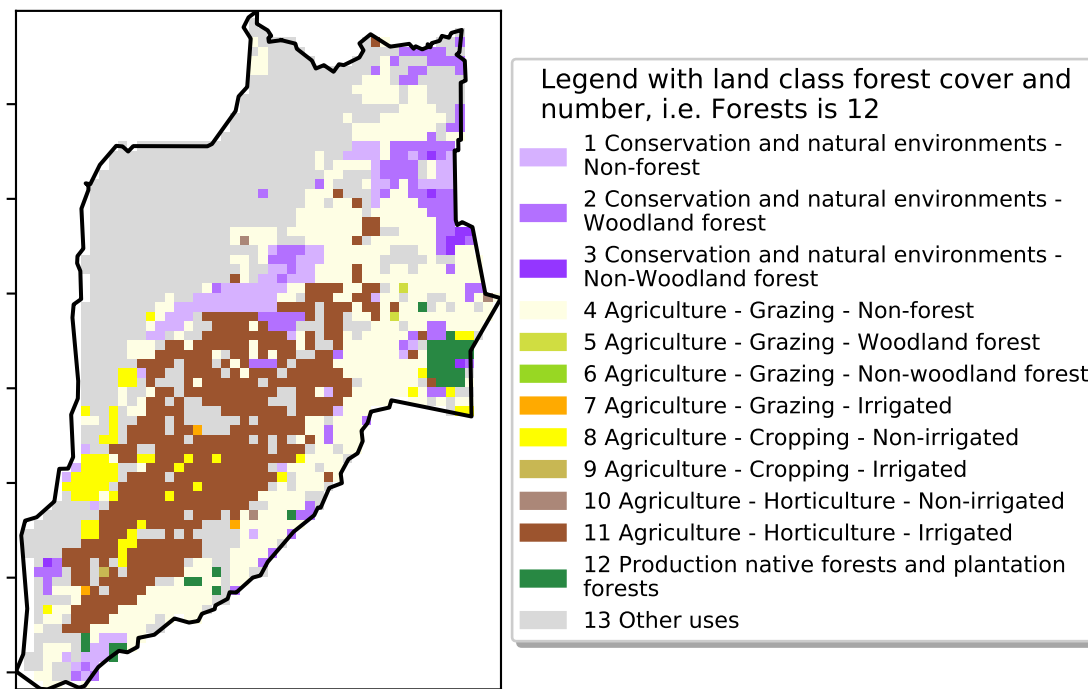 Legend with land class forest cover and
number, i.e. Forests is 12
1 Conservation and natural environments -
Non-forest
2 Conservation and natural environments -
Woodland forest
3 Conservation and natural environments -
Non-Woodland forest
4 Agriculture - Grazing - Non-forest
5 Agriculture - Grazing - Woodland forest
6 Agriculture - Grazing - Non-woodland forest
7 Agriculture - Grazing - Irrigated
8 Agriculture - Cropping - Non-irrigated
9 Agriculture - Cropping - Irrigated
10 Agriculture - Horticulture - Non-irrigated
11 Agriculture - Horticulture - Irrigated
12 Production native forests and plantation
forests
13 Other uses